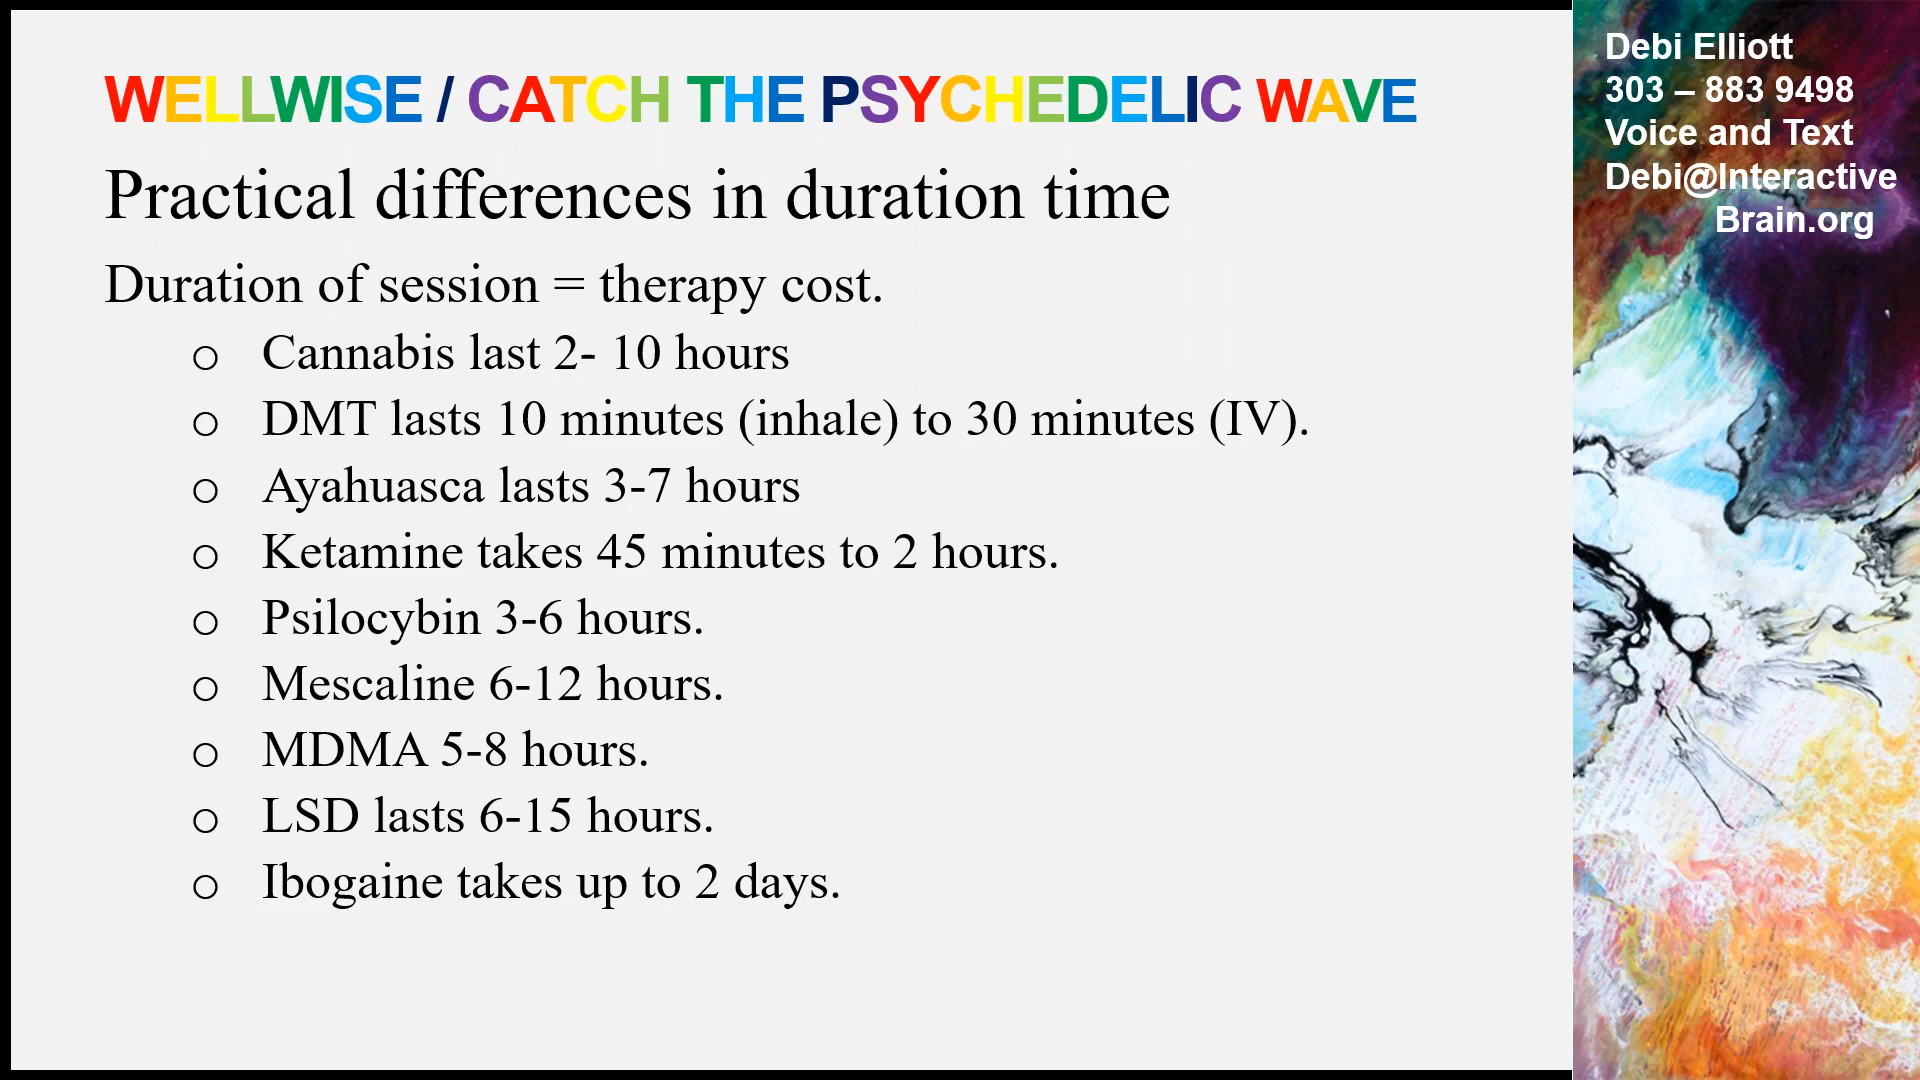 WELLWISE / CATCH THE PSYCHEDELIC WAVE
Practical differences in duration time
Duration of session = therapy cost.
o Cannabis last 2- 10 hours
o DMT lasts 10 minutes (inhale) to 30 minutes (IV).
o Ayahuasca lasts 3-7 hours
o Ketamine takes 45 minutes to 2 hours.
o Psilocybin 3-6 hours.
o Mescaline 6-12 hours.
o MDMA 5-8 hours.
o LSD lasts 6-15 hours.
o Ibogaine takes up to 2 days.
Debi Elliott
303 – 883 9498
Voice and Text
Debi@Interactive
Brain.org